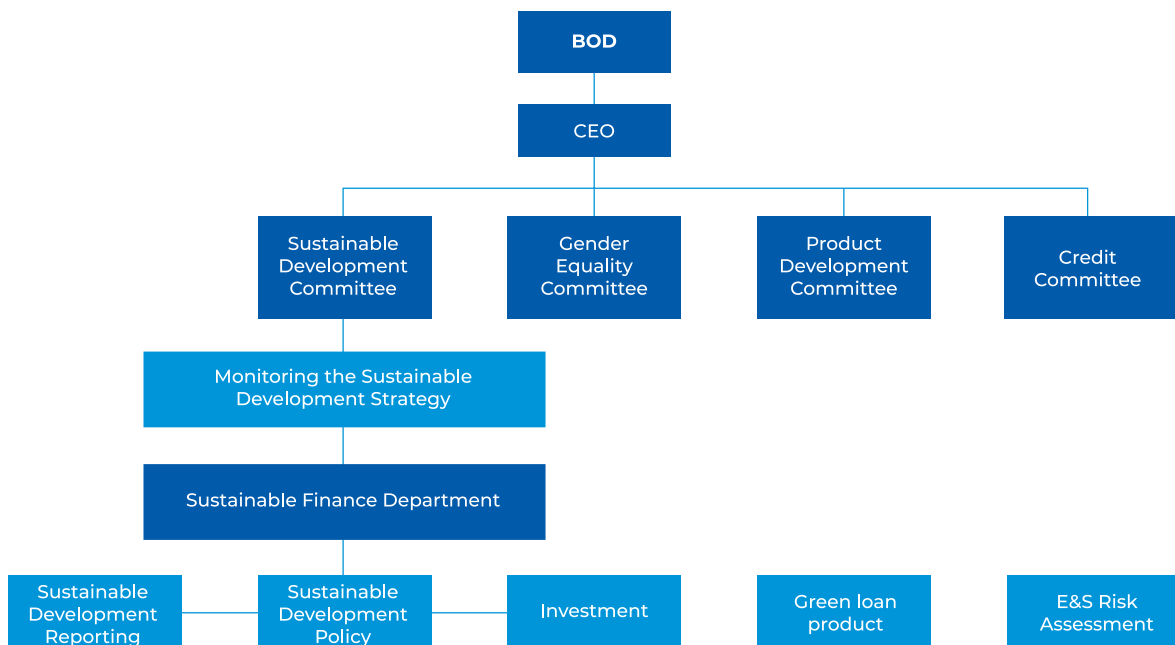 BOD
CEO
Sustainable
Development
Committee
Gender
Equality
Committee
Product
Development
Committee
Credit
Committee
Monitoring the Sustainable
Development Strategy
Sustainable Finance Department
Sustainable
Development
Reporting
Sustainable
Development
Policy
Investment
Green loan
product
E&S Risk
Assessment